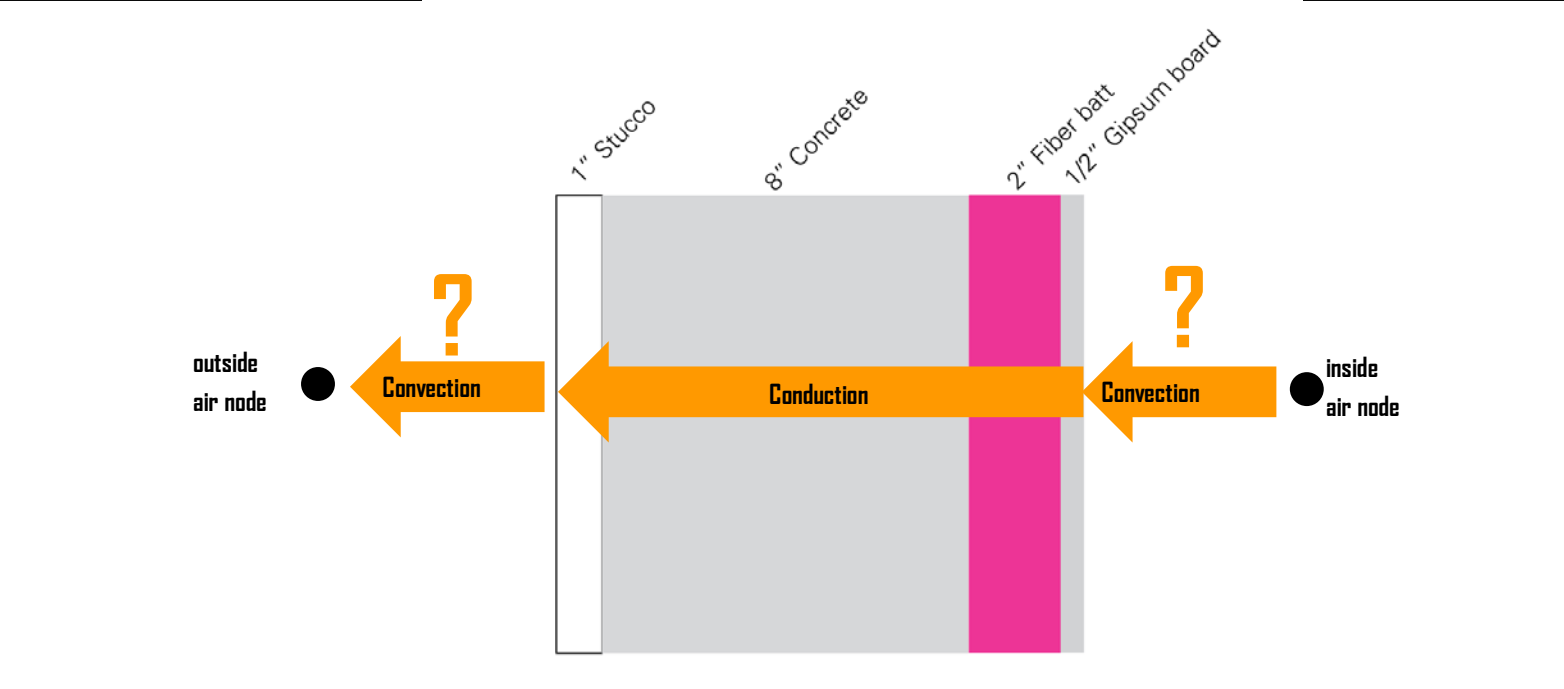 1" Stucco
8" Concrete
2" Fiber batt
1/2" Gipsum board
?
?
outside
air node
Convection
Conduction
Convection
inside
air node